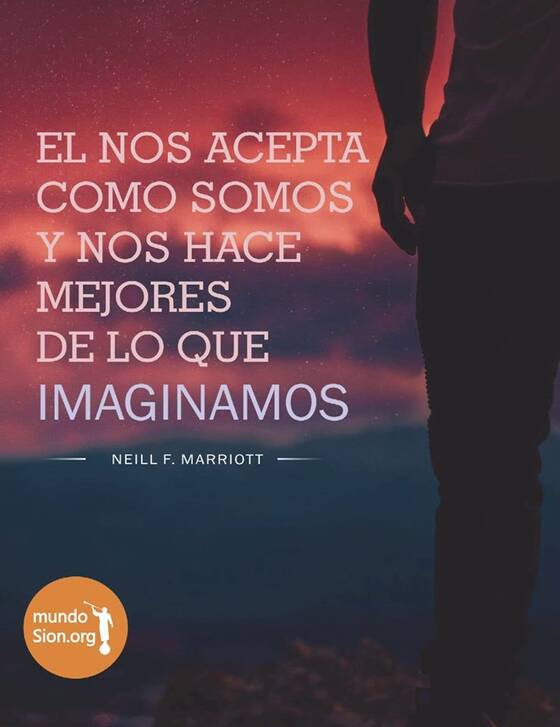 EL NOS ACEPTA
COMO SOMOS
Y NOS HACE
MEJORES
DE LO QUE
IMAGINAMOS
NEILL F. MARRIOTT
mundo
Sion.org